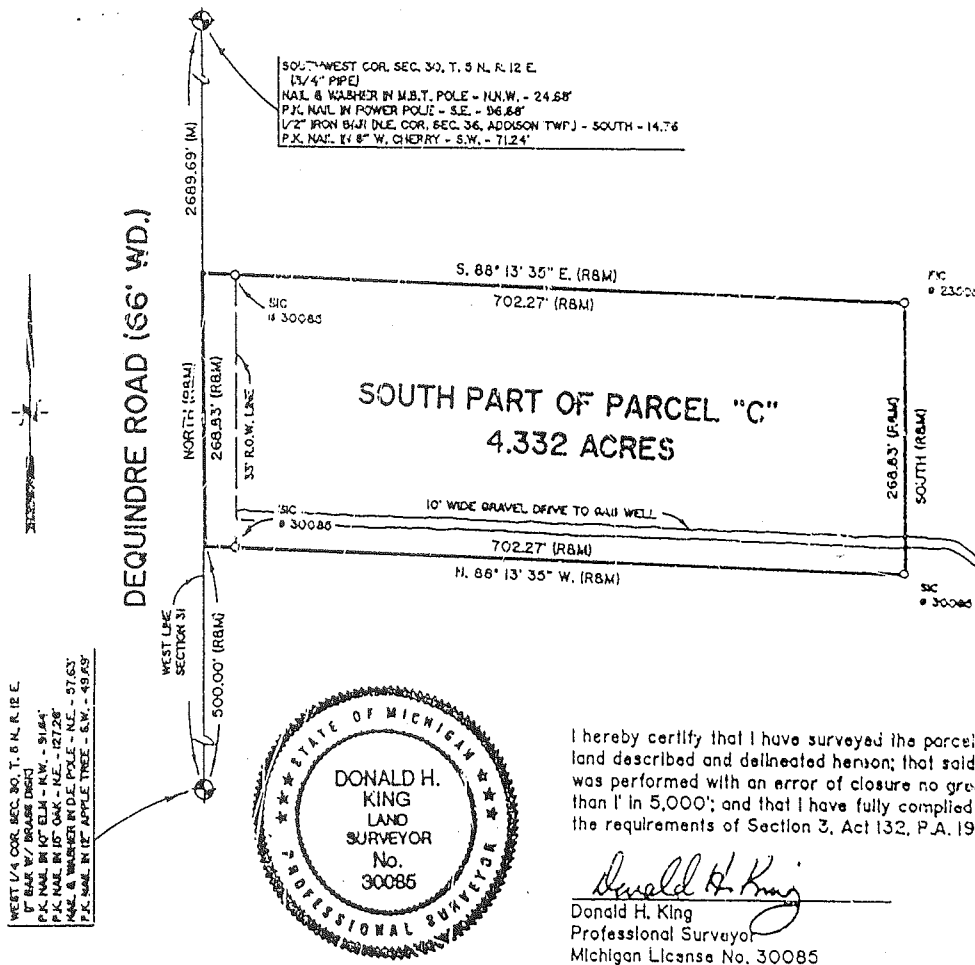 SOUTHWEST COR. SEC. 30, T. 5 N., R. 12 E.
(3/4" PIPE)
NAIL & WASHER IN M.B.T. POLE - N.N.W. - 24.68'
P.K. NAIL IN POWER POLE - S.E. - 96.68'
1/2" IRON (N.E. COR. SEC. 36, ADDISON TWP.) - SOUTH - 14.76
P.K. NAIL IN 8" W. CHERRY - S.W. - 71.24'
2689.69' (M)
DEQUINDRE ROAD (66' WD.)
S. 88° 13' 35" E. (R&M)
702.27' (R&M)
SIC
# 30085
FIC
NORTH (R&M)
268.83' (R&M)
33' R.O.W. LINE
SOUTH PART OF PARCEL "C"
4.332 ACRES
268.83' (R&M)
SOUTH (R&M)
10' WIDE GRAVEL DRIVE TO WELL
SIC
# 30085
702.27' (R&M)
N. 88° 13' 35" W. (R&M)
SIC
# 30085
WEST LINE
SECTION 31
500.00' (R&M)
WEST 1/4 COR. SEC. 30, T. 5 N., R. 12 E.
1" BAR W/ BRASS DISK
P.K. NAIL IN 10" ELM - N.W. - 91.64'
P.K. NAIL IN 15" OAK - N.E. - 127.28'
NAIL & WASHER IN D.E. POLE - N.E. - 57.63'
P.K. NAIL IN 12" APPLE TREE - S.W. - 49.69'
STATE OF MICHIGAN
DONALD H.
KING
LAND
SURVEYOR
No.
30085
PROFESSIONAL SURVEYOR
I hereby certify that I have surveyed the parcel
land described and delineated hereon; that said
was performed with an error of closure no gre
than 1' in 5,000'; and that I have fully complied
the requirements of Section 3, Act 132, P.A. 19
Donald H. King
Donald H. King
Professional Surveyor
Michigan License No. 30085